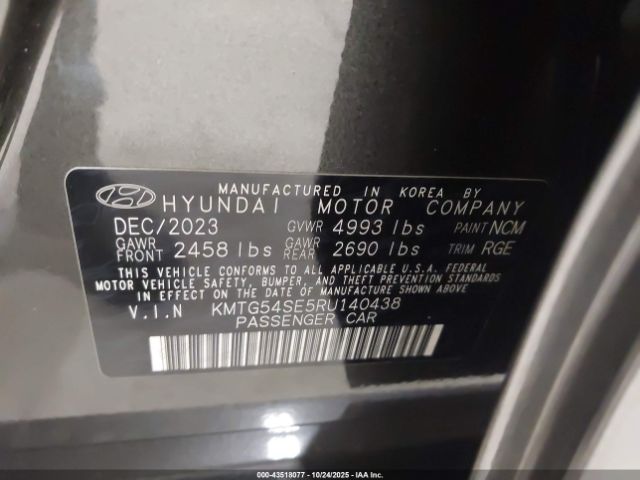 MANUFACTURED IN KOREA BY
HYUNDAI MOTOR COMPANY
DEC/2023 GVWR 4993 lbs PAINT NCM
GAWR FRONT 2458 lbs GAWR REAR 2690 lbs TRIM RGE
THIS VEHICLE CONFORMS TO ALL APPLICABLE FEDERAL
MOTOR VEHICLE SAFETY, BUMPER, AND THEFT PREVENTION STANDARDS
IN EFFECT ON THE DATE OF MANUFACTURE SHOWN ABOVE.
V.I.N KMTG54SE5RU140438
PASSENGER CAR
000-43518077 - 10/24/2025 - IAA Inc.